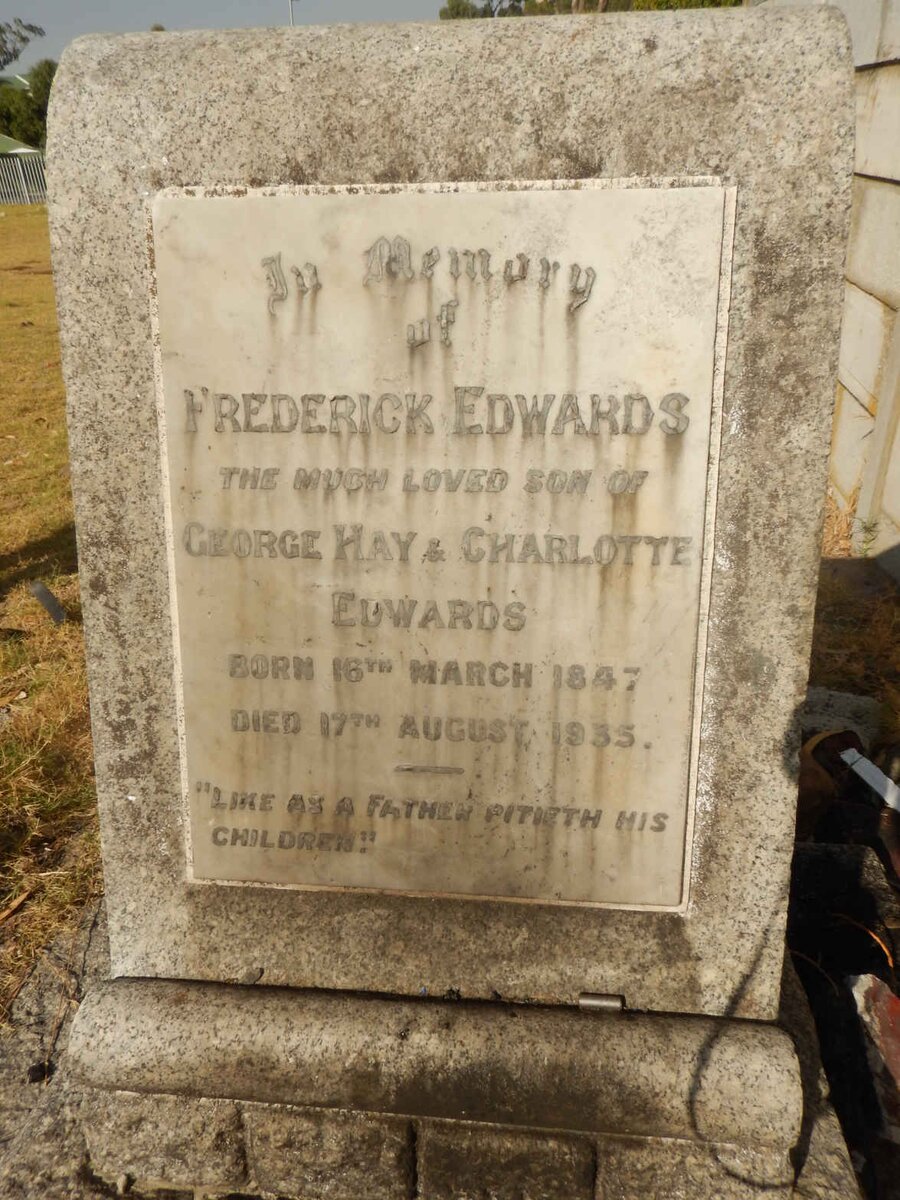 In Memory
of
FREDERICK EDWARDS
THE MUCH LOVED SON OF
GEORGE HAY & CHARLOTTE
EDWARDS
BORN 16TH MARCH 1847
DIED 17TH AUGUST, 1935.
"LIKE AS A FATHER PITIETH HIS
CHILDREN."